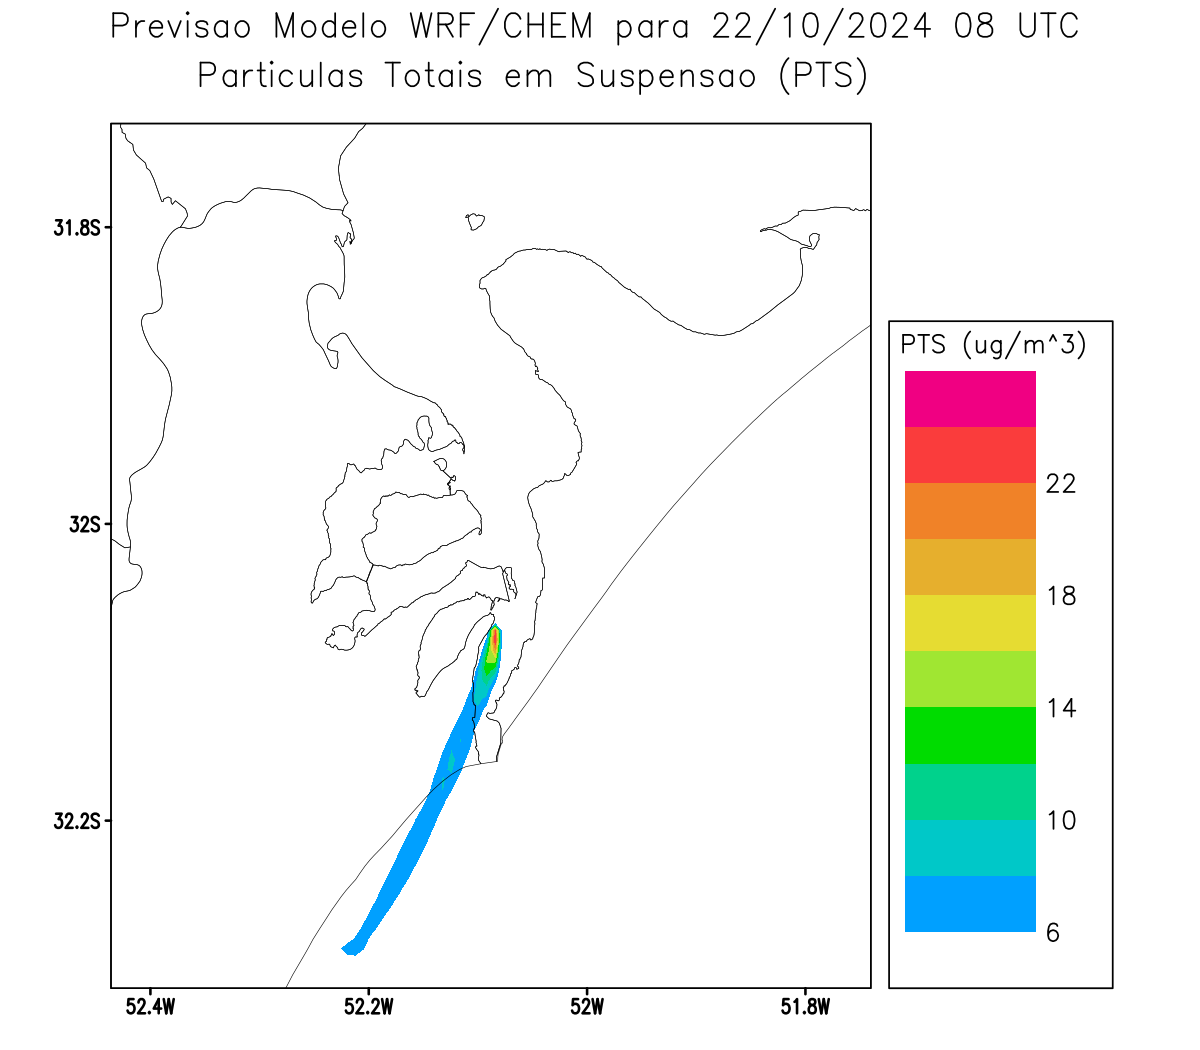 Previsao Modelo WRF/CHEM para 22/10/2024 08 UTC
Particulas Totais em Suspensao (PTS)
31.8S
32S
32.2S
52.4W
52.2W
52W
51.8W
PTS (ug/m^3)
22
18
14
10
6